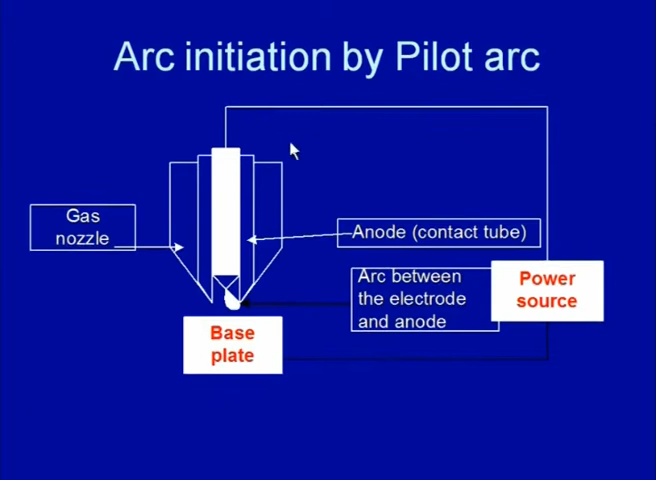 Arc initiation by Pilot arc
Gas
nozzle
Anode (contact tube)
Arc between
the electrode
and anode
Power
source
Base
plate